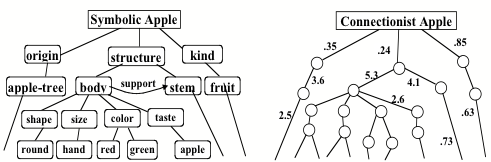 Symbolic Apple
origin
structure
kind
apple-tree
body
support
stem
fruit
shape
size
color
taste
round
hand
red
green
apple
Connectionist Apple
.35
.24
.85
3.6
5.3
4.1
2.5
2.6
.63
.73